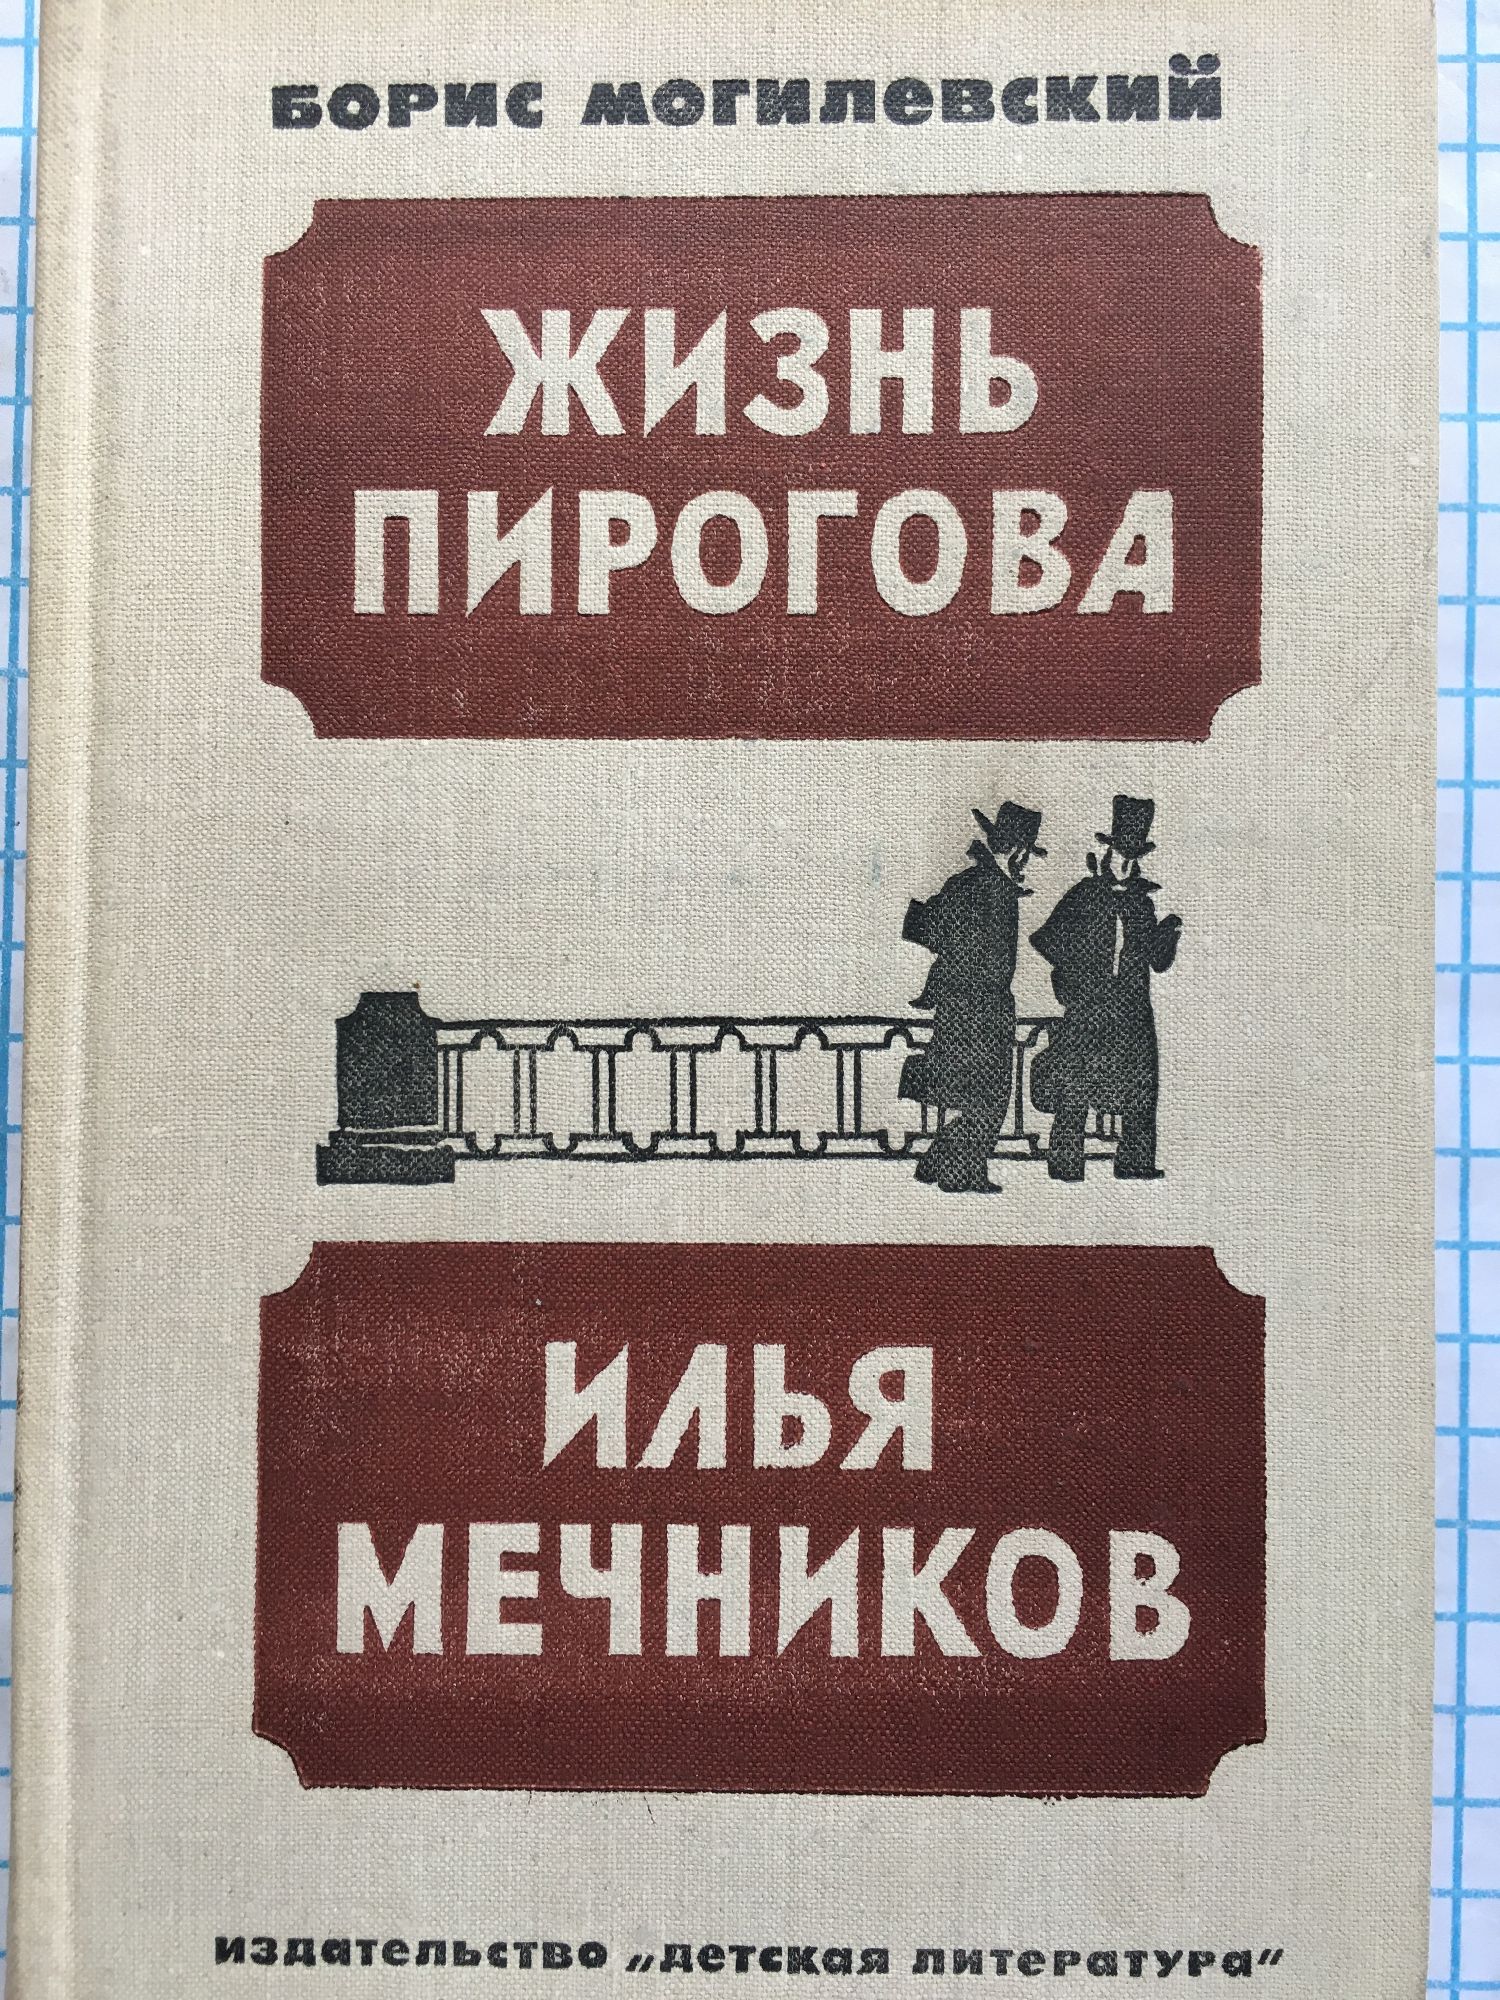 БОРИС МОГИЛЕВСКИЙ
ЖИЗНЬ
ПИРОГОВА
ИЛЬЯ
МЕЧНИКОВ
ИЗДАТЕЛЬСТВО „ДЕТСКАЯ ЛИТЕРАТУРА"